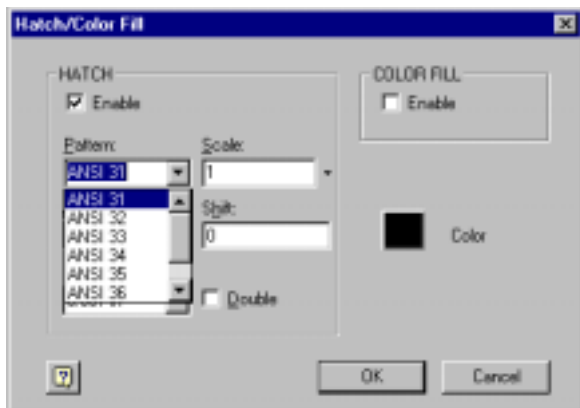 Hatch/Color Fill
HATCH
Enable
COLOR FILL
Enable
Pattern:
Scale:
ANSI 31
1
ANSI 31
ANSI 32
ANSI 33
ANSI 34
ANSI 35
ANSI 36
Shift:
0
Color
Double
?
OK
Cancel